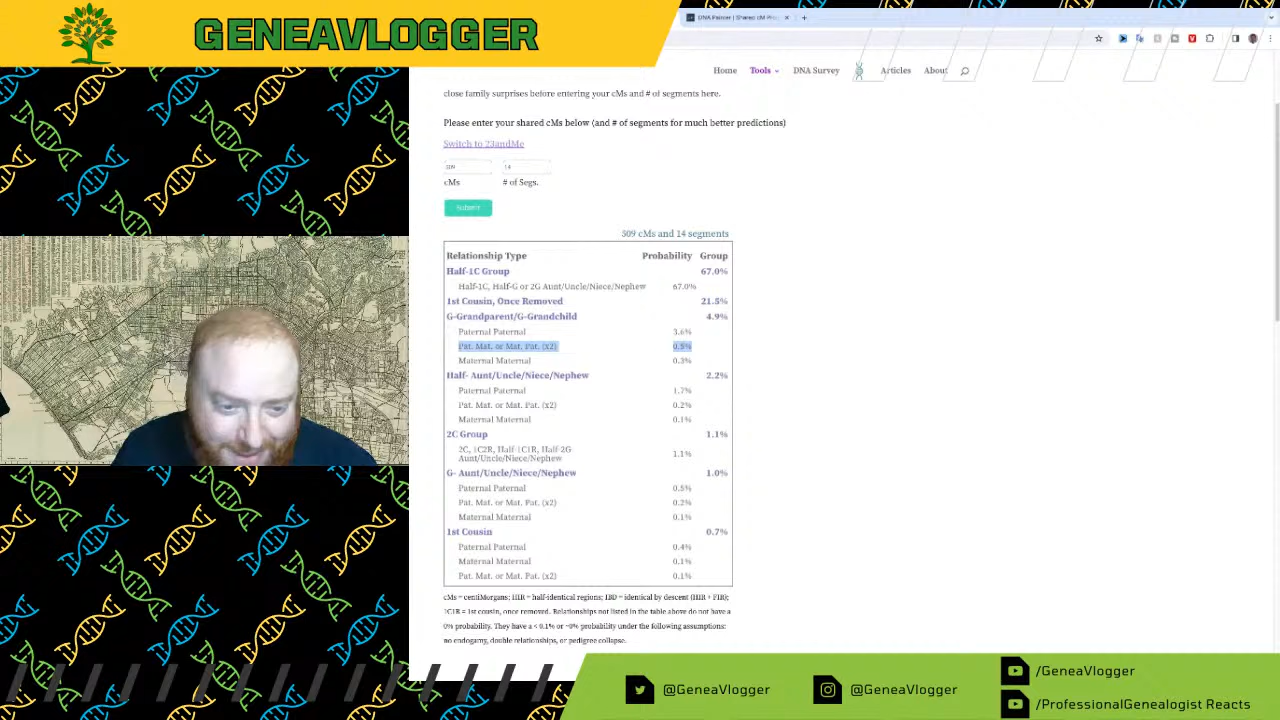 GENEAVLOGGER
DNA Painter | Shared cM Pro
Home Tools DNA Survey Articles About
close family surprises before entering your cMs and # of segments here.
Please enter your shared cMs below (and # of segments for much better predictions)
Switch to 23andMe
509 14
cMs # of Segs.
Submit
509 cMs and 14 segments
Relationship Type Probability Group
Half-1C Group 67.0%
Half-1C, Half-G or 2G Aunt/Uncle/Niece/Nephew 67.0%
1st Cousin, Once Removed 21.5%
G-Grandparent/G-Grandchild 4.9%
Paternal Paternal 3.6%
Pat. Mat. or Mat. Pat. (x2) 0.5%
Maternal Maternal 0.3%
Half- Aunt/Uncle/Niece/Nephew 2.2%
Paternal Paternal 1.7%
Pat. Mat. or Mat. Pat. (x2) 0.2%
Maternal Maternal 0.1%
2C Group 1.1%
2C, 1C2R, Half-1C1R, Half-2G
Aunt/Uncle/Niece/Nephew 1.1%
G- Aunt/Uncle/Niece/Nephew 1.0%
Paternal Paternal 0.5%
Pat. Mat. or Mat. Pat. (x2) 0.2%
Maternal Maternal 0.1%
1st Cousin 0.7%
Paternal Paternal 0.4%
Maternal Maternal 0.1%
Pat. Mat. or Mat. Pat. (x2) 0.1%
cMs = centiMorgans; HIR = half-identical regions; IBD = identical by descent (HIR + FIR);
1C1R = 1st cousin, once removed. Relationships not listed in the table above do not have a
0% probability. They have a < 0.1% or ~0% probability under the following assumptions:
no endogamy, double relationships, or pedigree collapse.
@GeneaVlogger
@GeneaVlogger
/GeneaVlogger
/ProfessionalGenealogist Reacts